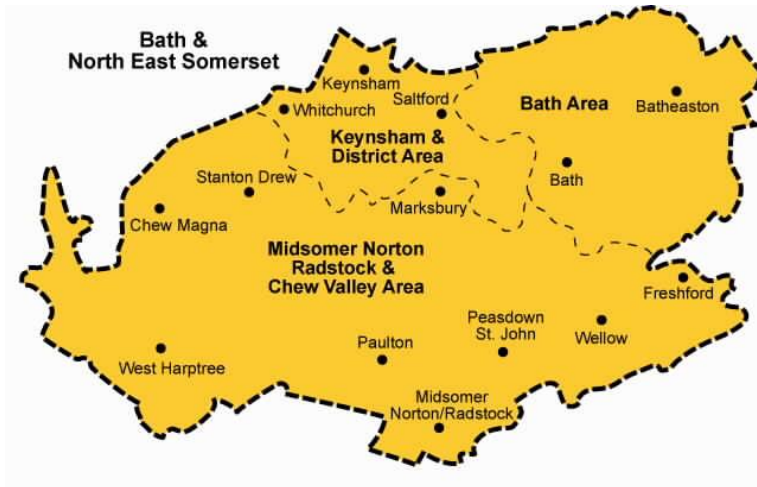 Bath &
North East Somerset
Keynsham
Whitchurch
Saltford
Bath Area
Batheaston
Keynsham &
District Area
Bath
Stanton Drew
Marksbury
Chew Magna
Midsomer Norton
Radstock &
Chew Valley Area
Freshford
Peasdown
St. John
Wellow
Paulton
West Harptree
Midsomer
Norton/Radstock